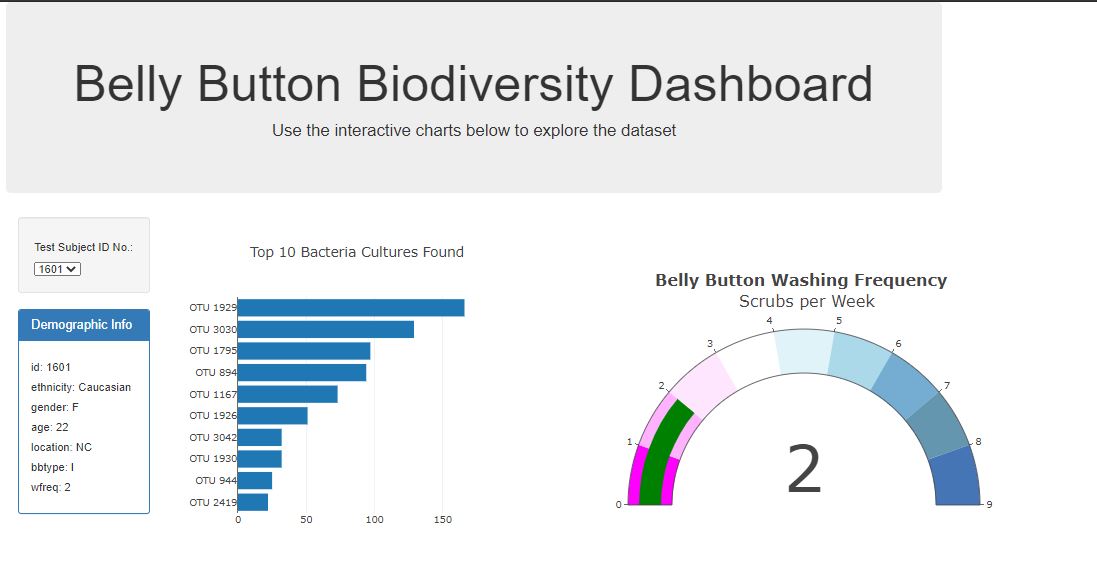 Belly Button Biodiversity Dashboard
Use the interactive charts below to explore the dataset
Test Subject ID No.:
1601
Demographic Info
id: 1601
ethnicity: Caucasian
gender: F
age: 22
location: NC
bbtype: I
wfreq: 2
Top 10 Bacteria Cultures Found
OTU 1929
OTU 3030
OTU 1795
OTU 894
OTU 1167
OTU 1926
OTU 3042
OTU 1930
OTU 944
OTU 2419
0 50 100 150
Belly Button Washing Frequency
Scrubs per Week
0
1
2
3
4
5
6
7
8
9
2